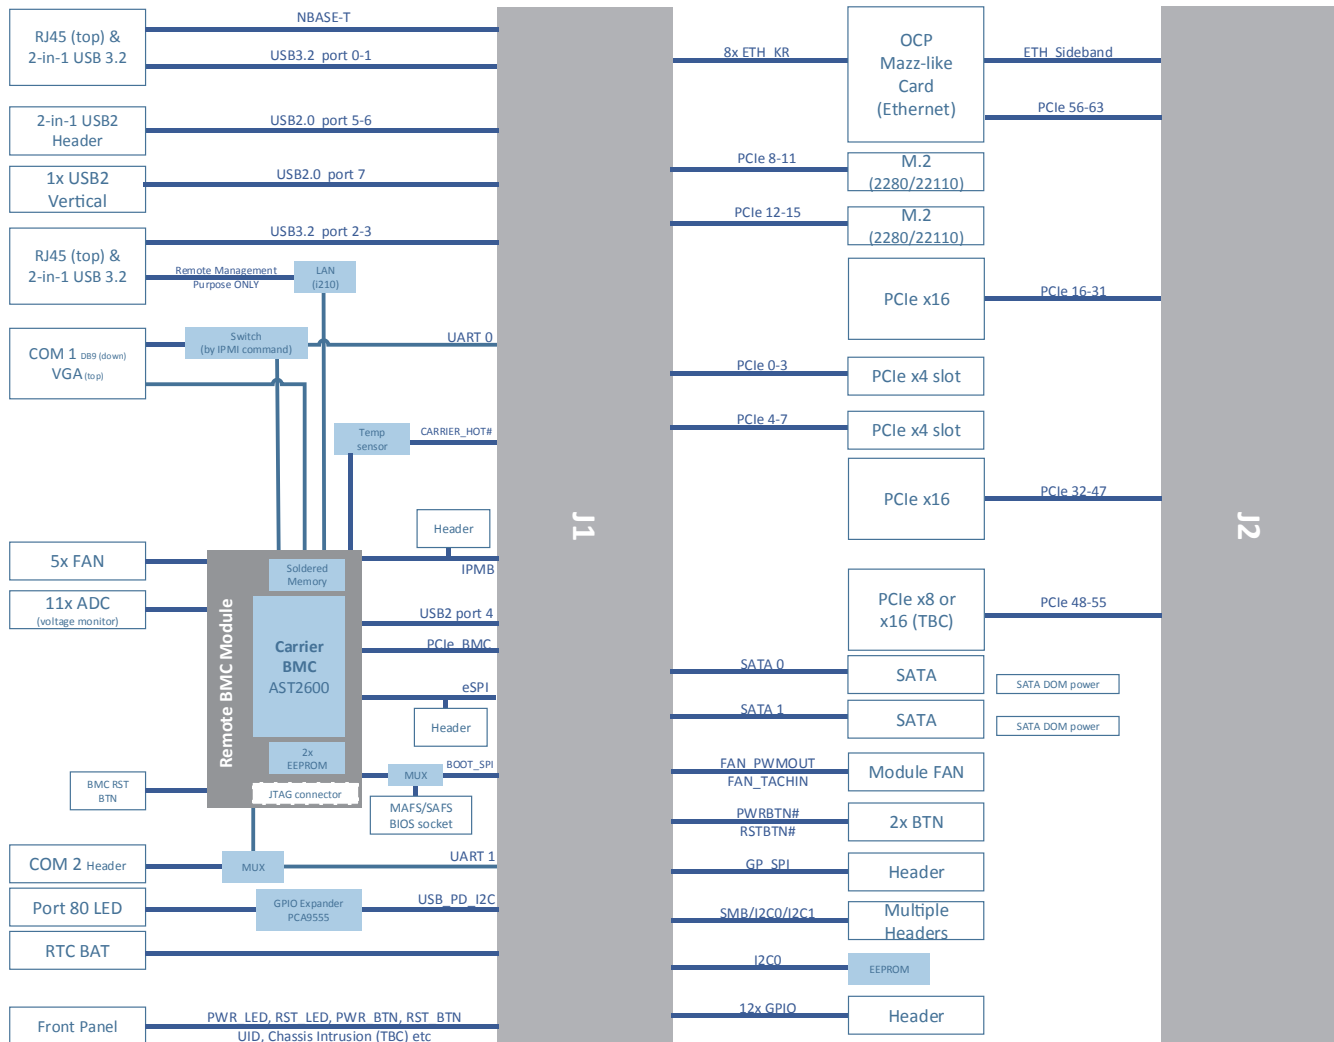 RJ45 (top) &
2-in-1 USB 3.2
NBASE-T
USB3.2 port 0-1
2-in-1 USB2
Header
USB2.0 port 5-6
1x USB2
Vertical
USB2.0 port 7
RJ45 (top) &
2-in-1 USB 3.2
USB3.2 port 2-3
Remote Management
Purpose ONLY
LAN
(i210)
COM 1 DB9 (down)
VGA (top)
Switch
(by IPMI command)
UART 0
Temp
sensor
CARRIER_HOT#
Header
IPMB
5x FAN
11x ADC
(voltage monitor)
Remote BMC Module
Soldered
Memory
Carrier
BMC
AST2600
2x
EEPROM
JTAG connector
USB2 port 4
PCIe_BMC
eSPI
Header
BOOT_SPI
MUX
MAFS/SAFS
BIOS socket
BMC RST
BTN
COM 2 Header
MUX
UART 1
Port 80 LED
GPIO Expander
PCA9555
USB_PD_I2C
RTC BAT
Front Panel
PWR_LED, RST_LED, PWR_BTN, RST_BTN
UID, Chassis Intrusion (TBC) etc
J1
8x ETH_KR
OCP
Mazz-like
Card
(Ethernet)
ETH_Sideband
PCIe 56-63
PCIe 8-11
M.2
(2280/22110)
PCIe 12-15
M.2
(2280/22110)
PCIe x16
PCIe 16-31
PCIe 0-3
PCIe x4 slot
PCIe 4-7
PCIe x4 slot
PCIe x16
PCIe 32-47
PCIe x8 or
x16 (TBC)
PCIe 48-55
SATA 0
SATA
SATA DOM power
SATA 1
SATA
SATA DOM power
FAN_PWMOUT
FAN_TACHIN
Module FAN
PWRBTN#
RSTBTN#
2x BTN
GP_SPI
Header
SMB/I2C0/I2C1
Multiple
Headers
I2C0
EEPROM
12x GPIO
Header
J2